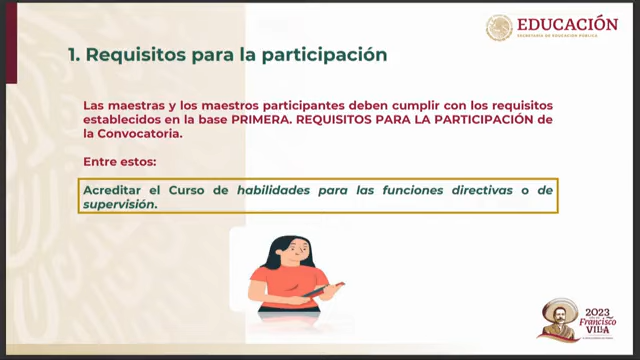 EDUCACIÓN
SECRETARÍA DE EDUCACIÓN PÚBLICA
1. Requisitos para la participación
Las maestras y los maestros participantes deben cumplir con los requisitos
establecidos en la base PRIMERA. REQUISITOS PARA LA PARTICIPACIÓN de
la Convocatoria.
Entre estos:
Acreditar el Curso de habilidades para las funciones directivas o de
supervisión.
2023
Francisco
VILLA